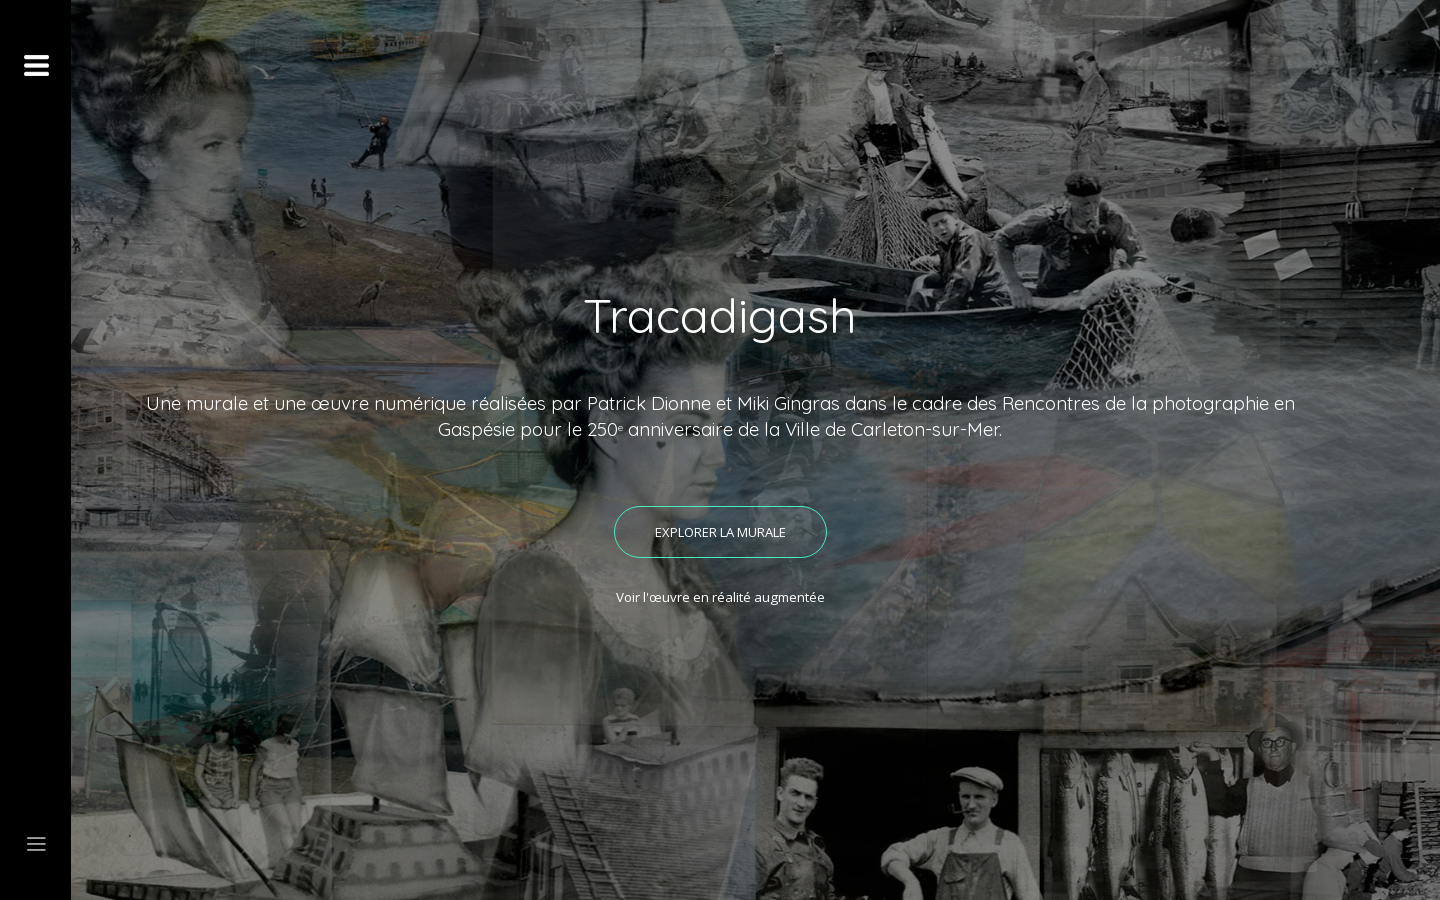 Tracadigash
Une murale et une œuvre numérique réalisées par Patrick Dionne et Miki Gingras dans le cadre des Rencontres de la photographie en
Gaspésie pour le 250e anniversaire de la Ville de Carleton-sur-Mer.
EXPLORER LA MURALE
Voir l'œuvre en réalité augmentée